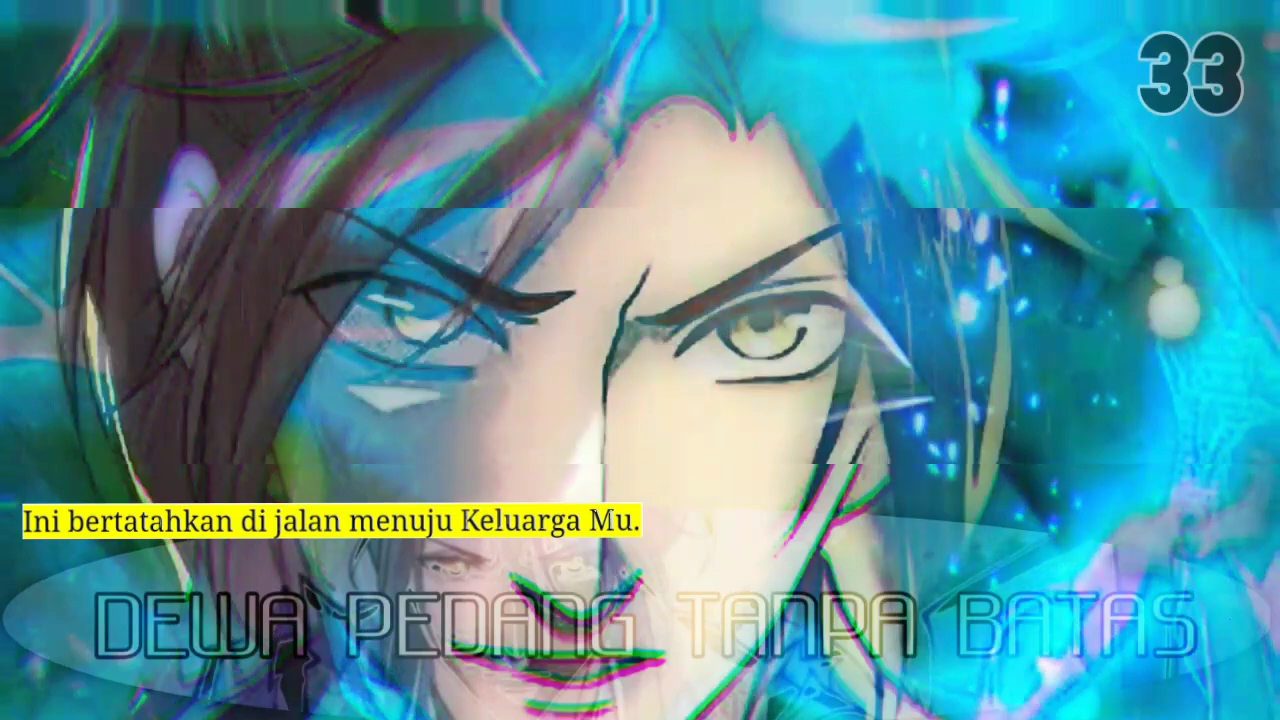 33
Ini bertatahkan di jalan menuju Keluarga Mu.
DEWA PEDANG TANPA BATAS